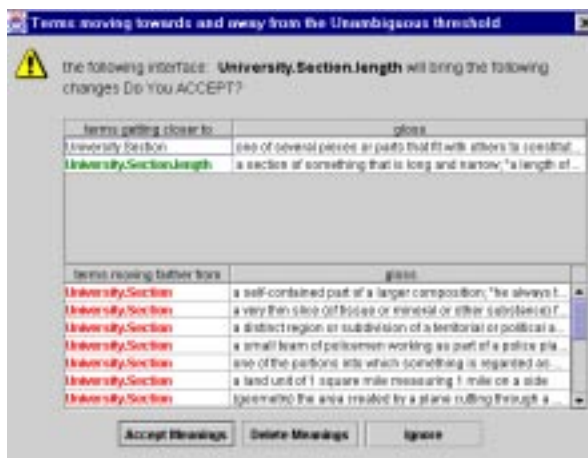 Terms moving towards and away from the Unambiguous threshold
the following interface: University.Section.length will bring the following
changes Do You ACCEPT?
terms getting closer to gloss
University.Section one of several pieces or parts that fit with others to constitut...
University.Section.length a section of something that is long and narrow; "a length of...
terms moving farther from gloss
University.Section a self-contained part of a larger composition; "he always t...
University.Section a very thin slice (of tissue or mineral or other substance) f...
University.Section a distinct region or subdivision of a territorial or political a...
University.Section a small team of policemen working as part of a police pla...
University.Section one of the portions into which something is regarded as...
University.Section a land unit of 1 square mile measuring 1 mile on a side
University.Section (geometry) the area created by a plane cutting through a ...
Accept Meanings Delete Meanings Ignore